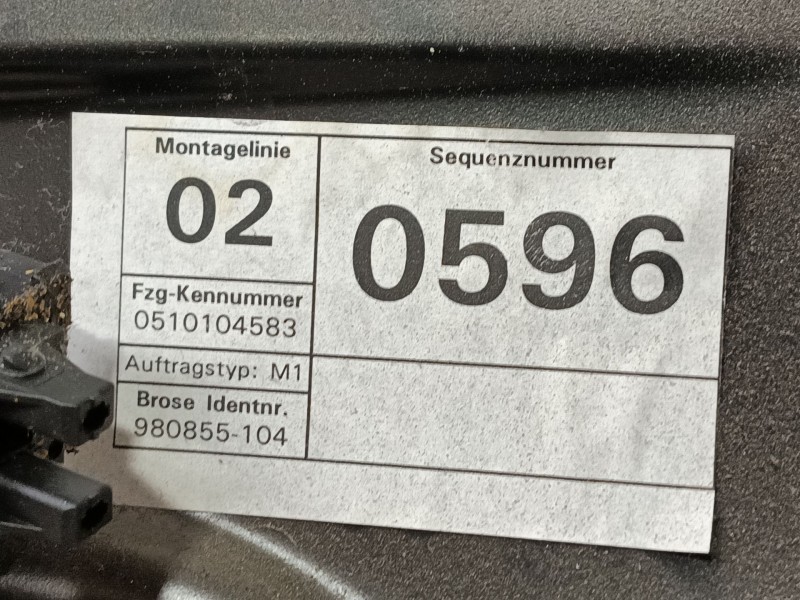 Montagelinie
02
Sequenznummer
0596
Fzg-Kennummer
0510104583
Auftragstyp: M1
Brose Identnr.
980855-104